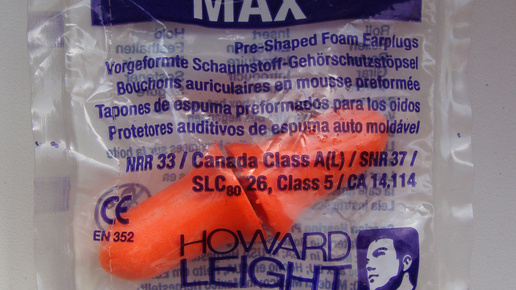 MAX
Pre-Shaped Foam Earplugs
Vorgeformte Schaumstoff-Gehörschutzstöpsel
Bouchons auriculaires en mousse preformée
Tapones de espuma preformados para los oidos
Protetores auditivos de espuma auto moldável
NRR 33 / Canada Class A(L) / SNR 37 /
SLC80 26, Class 5 / CA 14.114
CE
EN 352
HOWARD
LEIGHT